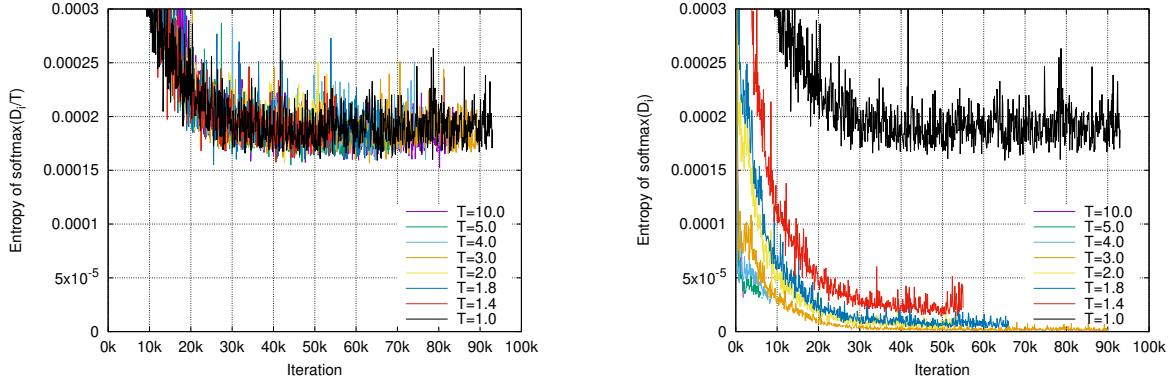 0.0003
0.00025
0.0002
0.00015
0.0001
5x10⁻⁵
0
0k 10k 20k 30k 40k 50k 60k 70k 80k 90k 100k
Entropy of softmax(Dᵢ/T)
Iteration
T=10.0
T=5.0
T=4.0
T=3.0
T=2.0
T=1.8
T=1.4
T=1.0
0.0003
0.00025
0.0002
0.00015
0.0001
5x10⁻⁵
0
0k 10k 20k 30k 40k 50k 60k 70k 80k 90k 100k
Entropy of softmax(Dᵢ)
Iteration
T=10.0
T=5.0
T=4.0
T=3.0
T=2.0
T=1.8
T=1.4
T=1.0